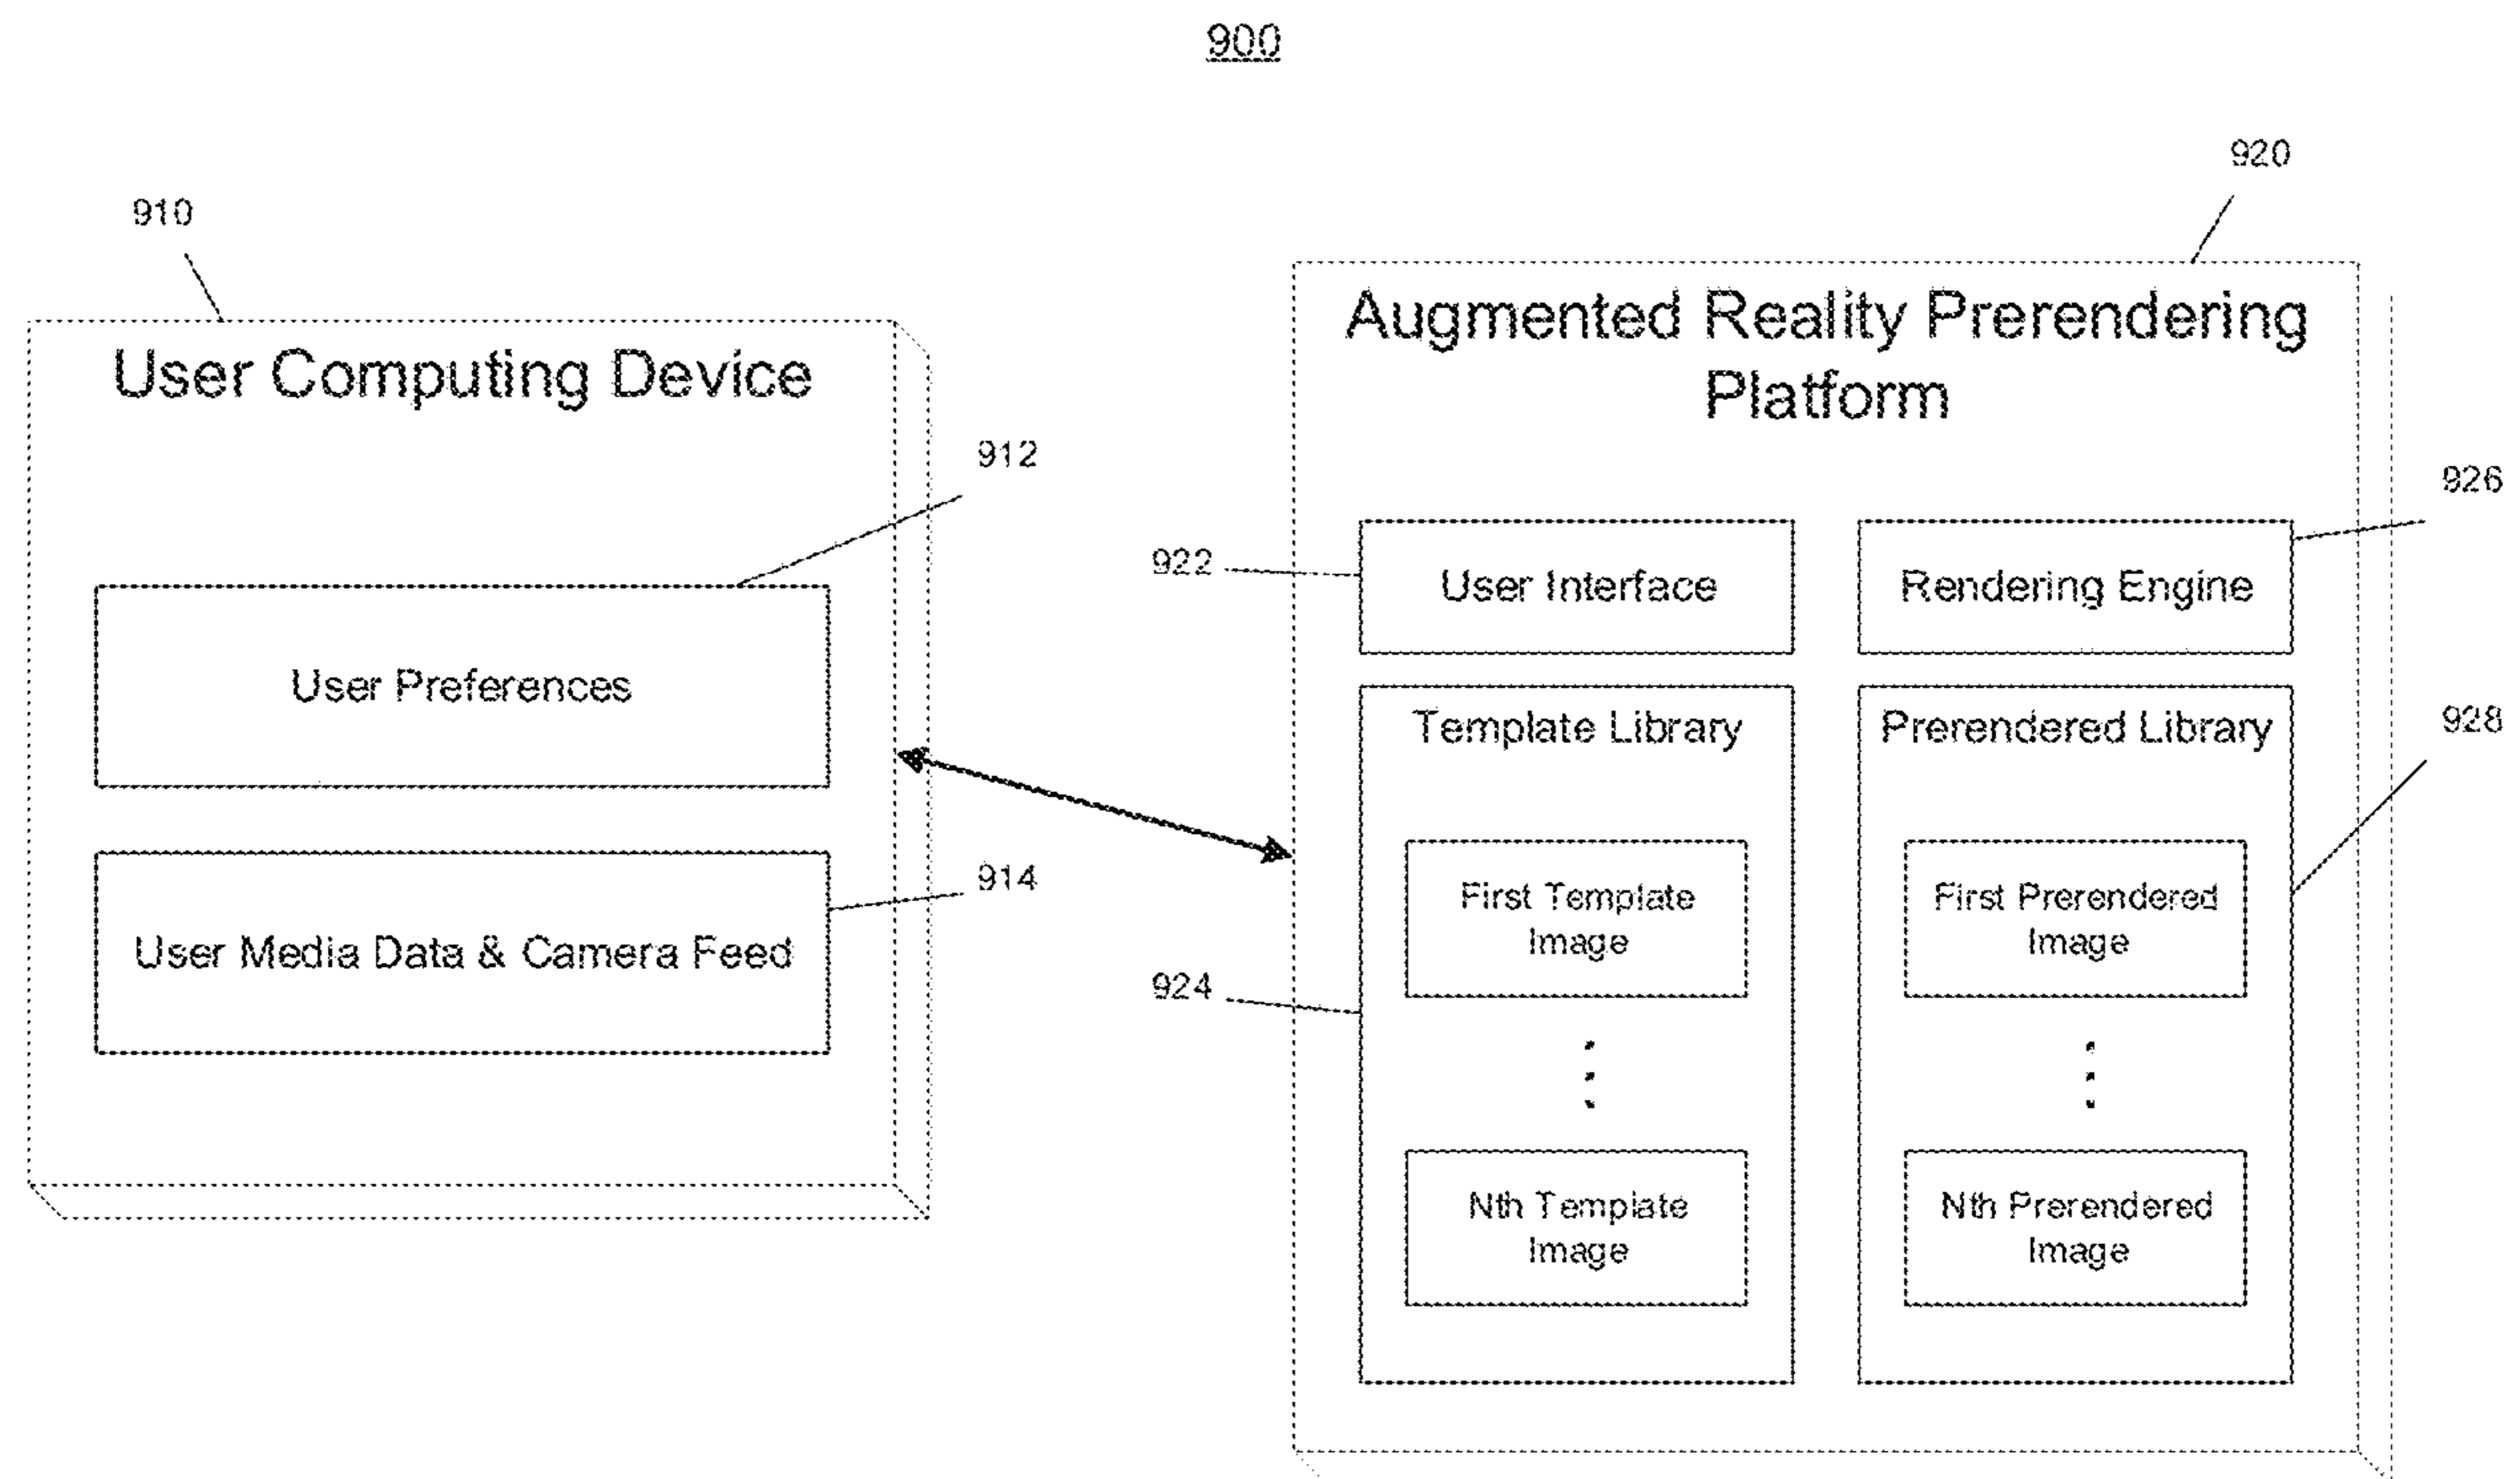 900
910
User Computing Device
912
User Preferences
914
User Media Data & Camera Feed
920
Augmented Reality Prerendering
Platform
922
User Interface
926
Rendering Engine
924
Template Library
First Template
Image
Nth Template
Image
928
Prerendered Library
First Prerendered
Image
Nth Prerendered
Image